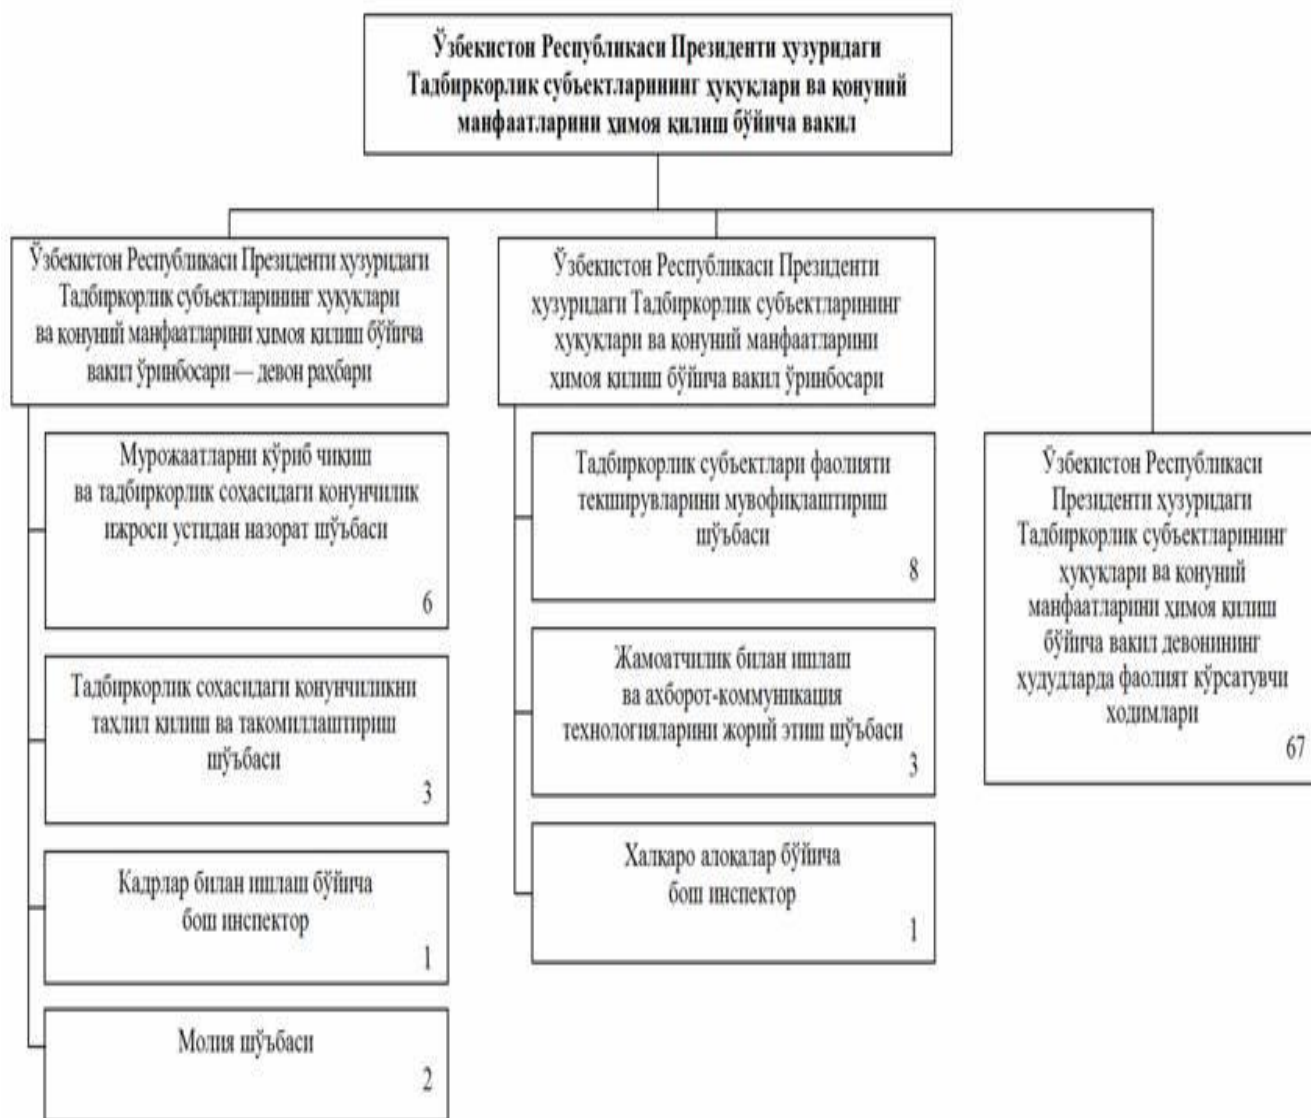 Ўзбекистон Республикаси Президенти ҳузуридаги
Тадбиркорлик субъектларининг ҳуқуқлари ва қонуний
манфаатларини ҳимоя қилиш бўйича вакил
Ўзбекистон Республикаси Президенти ҳузуридаги
Тадбиркорлик субъектларининг ҳуқуқлари
ва қонуний манфаатларини ҳимоя қилиш бўйича
вакил ўринбосари — девон раҳбари
Мурожаатларни кўриб чиқиш
ва тадбиркорлик соҳасидаги қонунчилик
ижроси устидан назорат шўъбаси
6
Тадбиркорлик соҳасидаги қонунчиликни
таҳлил қилиш ва такомиллаштириш
шўъбаси
3
Кадрлар билан ишлаш бўйича
бош инспектор
1
Молия шўъбаси
2
Ўзбекистон Республикаси Президенти
ҳузуридаги Тадбиркорлик субъектларининг
ҳуқуқлари ва қонуний манфаатларини
ҳимоя қилиш бўйича вакил ўринбосари
Тадбиркорлик субъектлари фаолияти
текширувларини мувофиқлаштириш
шўъбаси
8
Жамоатчилик билан ишлаш
ва ахборот-коммуникация
технологияларини жорий этиш шўъбаси
3
Халқаро алоқалар бўйича
бош инспектор
1
Ўзбекистон Республикаси
Президенти ҳузуридаги
Тадбиркорлик субъектларининг
ҳуқуқлари ва қонуний
манфаатларини ҳимоя қилиш
бўйича вакил девонининг
ҳудудларда фаолият кўрсатувчи
ходимлари
67